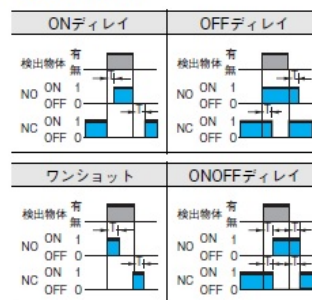 ONディレイ
OFFディレイ
検出物体 有
無
NO ON 1
OFF 0
NC ON 1
OFF 0
T
T
検出物体 有
無
NO ON 1
OFF 0
NC ON 1
OFF 0
T
T
ワンショット
ONOFFディレイ
検出物体 有
無
NO ON 1
OFF 0
NC ON 1
OFF 0
T
T
検出物体 有
無
NO ON 1
OFF 0
NC ON 1
OFF 0
T
T
T
T